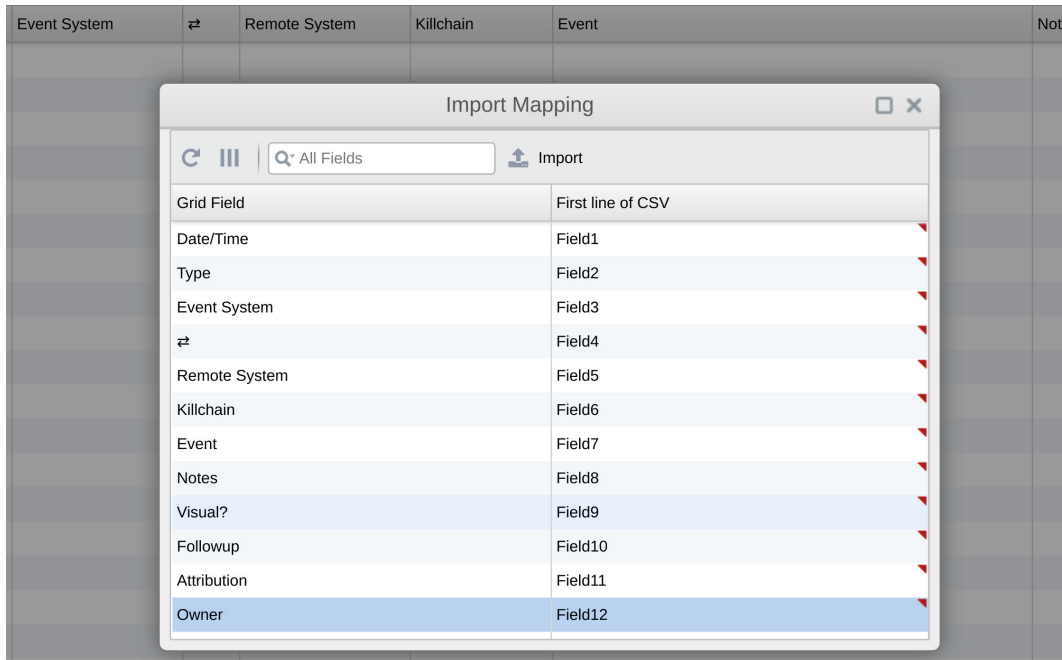 Event System ⇄ Remote System Killchain Event Not
Import Mapping
All Fields Import
Grid Field First line of CSV
Date/Time Field1
Type Field2
Event System Field3
⇄ Field4
Remote System Field5
Killchain Field6
Event Field7
Notes Field8
Visual? Field9
Followup Field10
Attribution Field11
Owner Field12